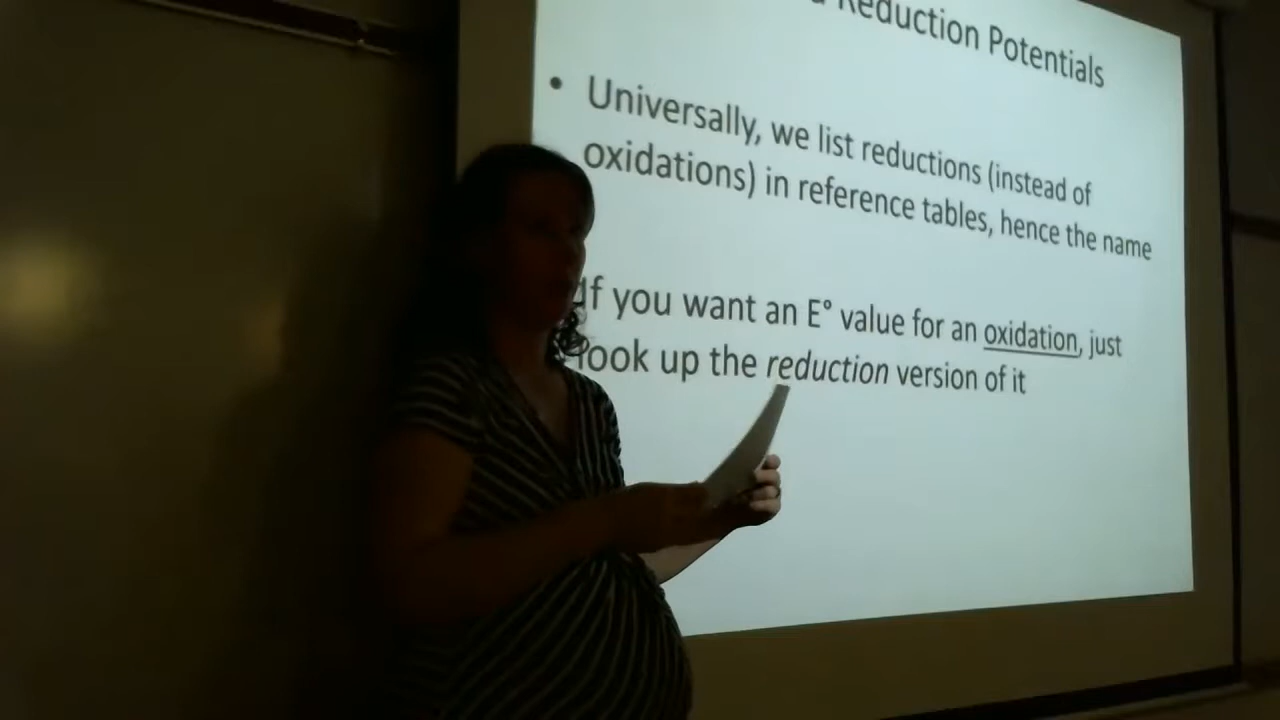 Reduction Potentials
• Universally, we list reductions (instead of
oxidations) in reference tables, hence the name
If you want an E° value for an oxidation, just
look up the reduction version of it